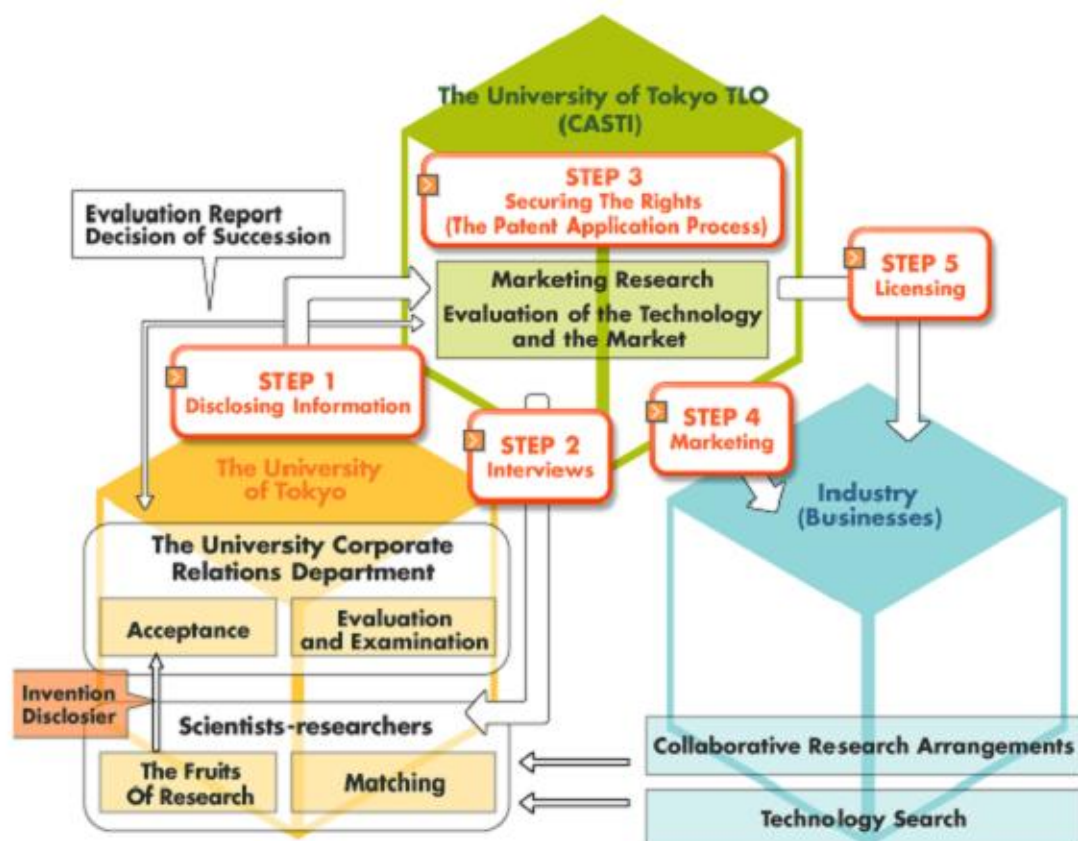 The University of Tokyo TLO
(CASTI)
STEP 3
Securing The Rights
(The Patent Application Process)
Evaluation Report
Decision of Succession
Marketing Research
Evaluation of the Technology
and the Market
STEP 5
Licensing
STEP 1
Disclosing Information
STEP 2
Interviews
STEP 4
Marketing
The University
of Tokyo
Industry
(Businesses)
The University Corporate
Relations Department
Acceptance
Evaluation
and Examination
Invention
Disclosier
Scientists-researchers
The Fruits
Of Research
Matching
Collaborative Research Arrangements
Technology Search